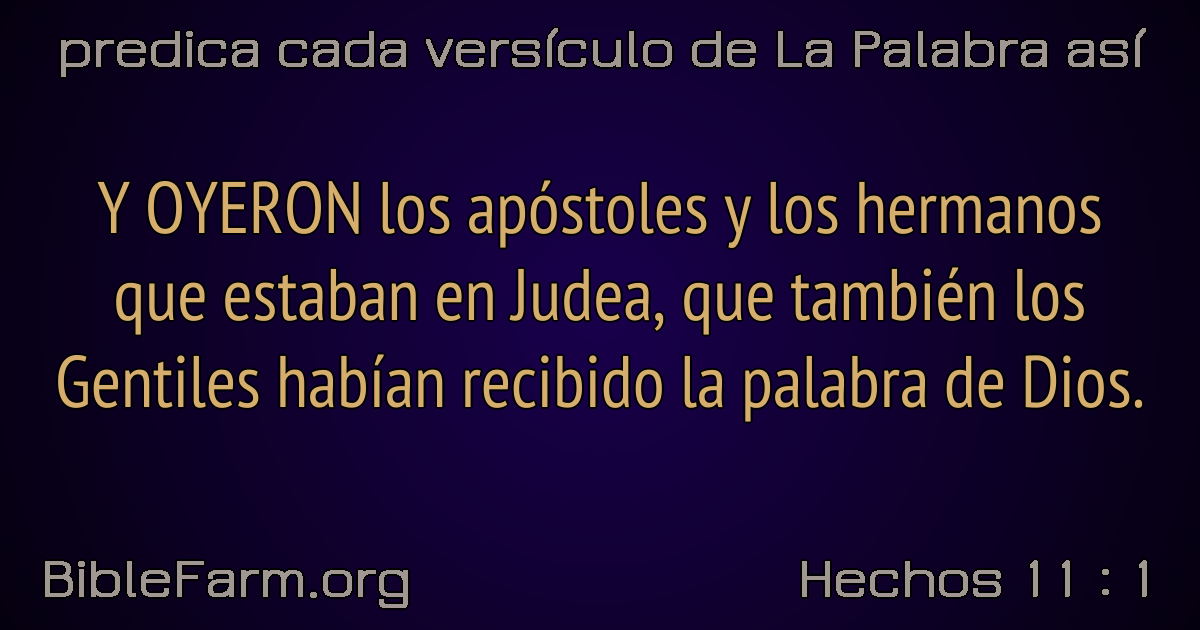 predica cada versículo de La Palabra así
Y OYERON los apóstoles y los hermanos
que estaban en Judea, que también los
Gentiles habían recibido la palabra de Dios.
BibleFarm.org
Hechos 11 : 1